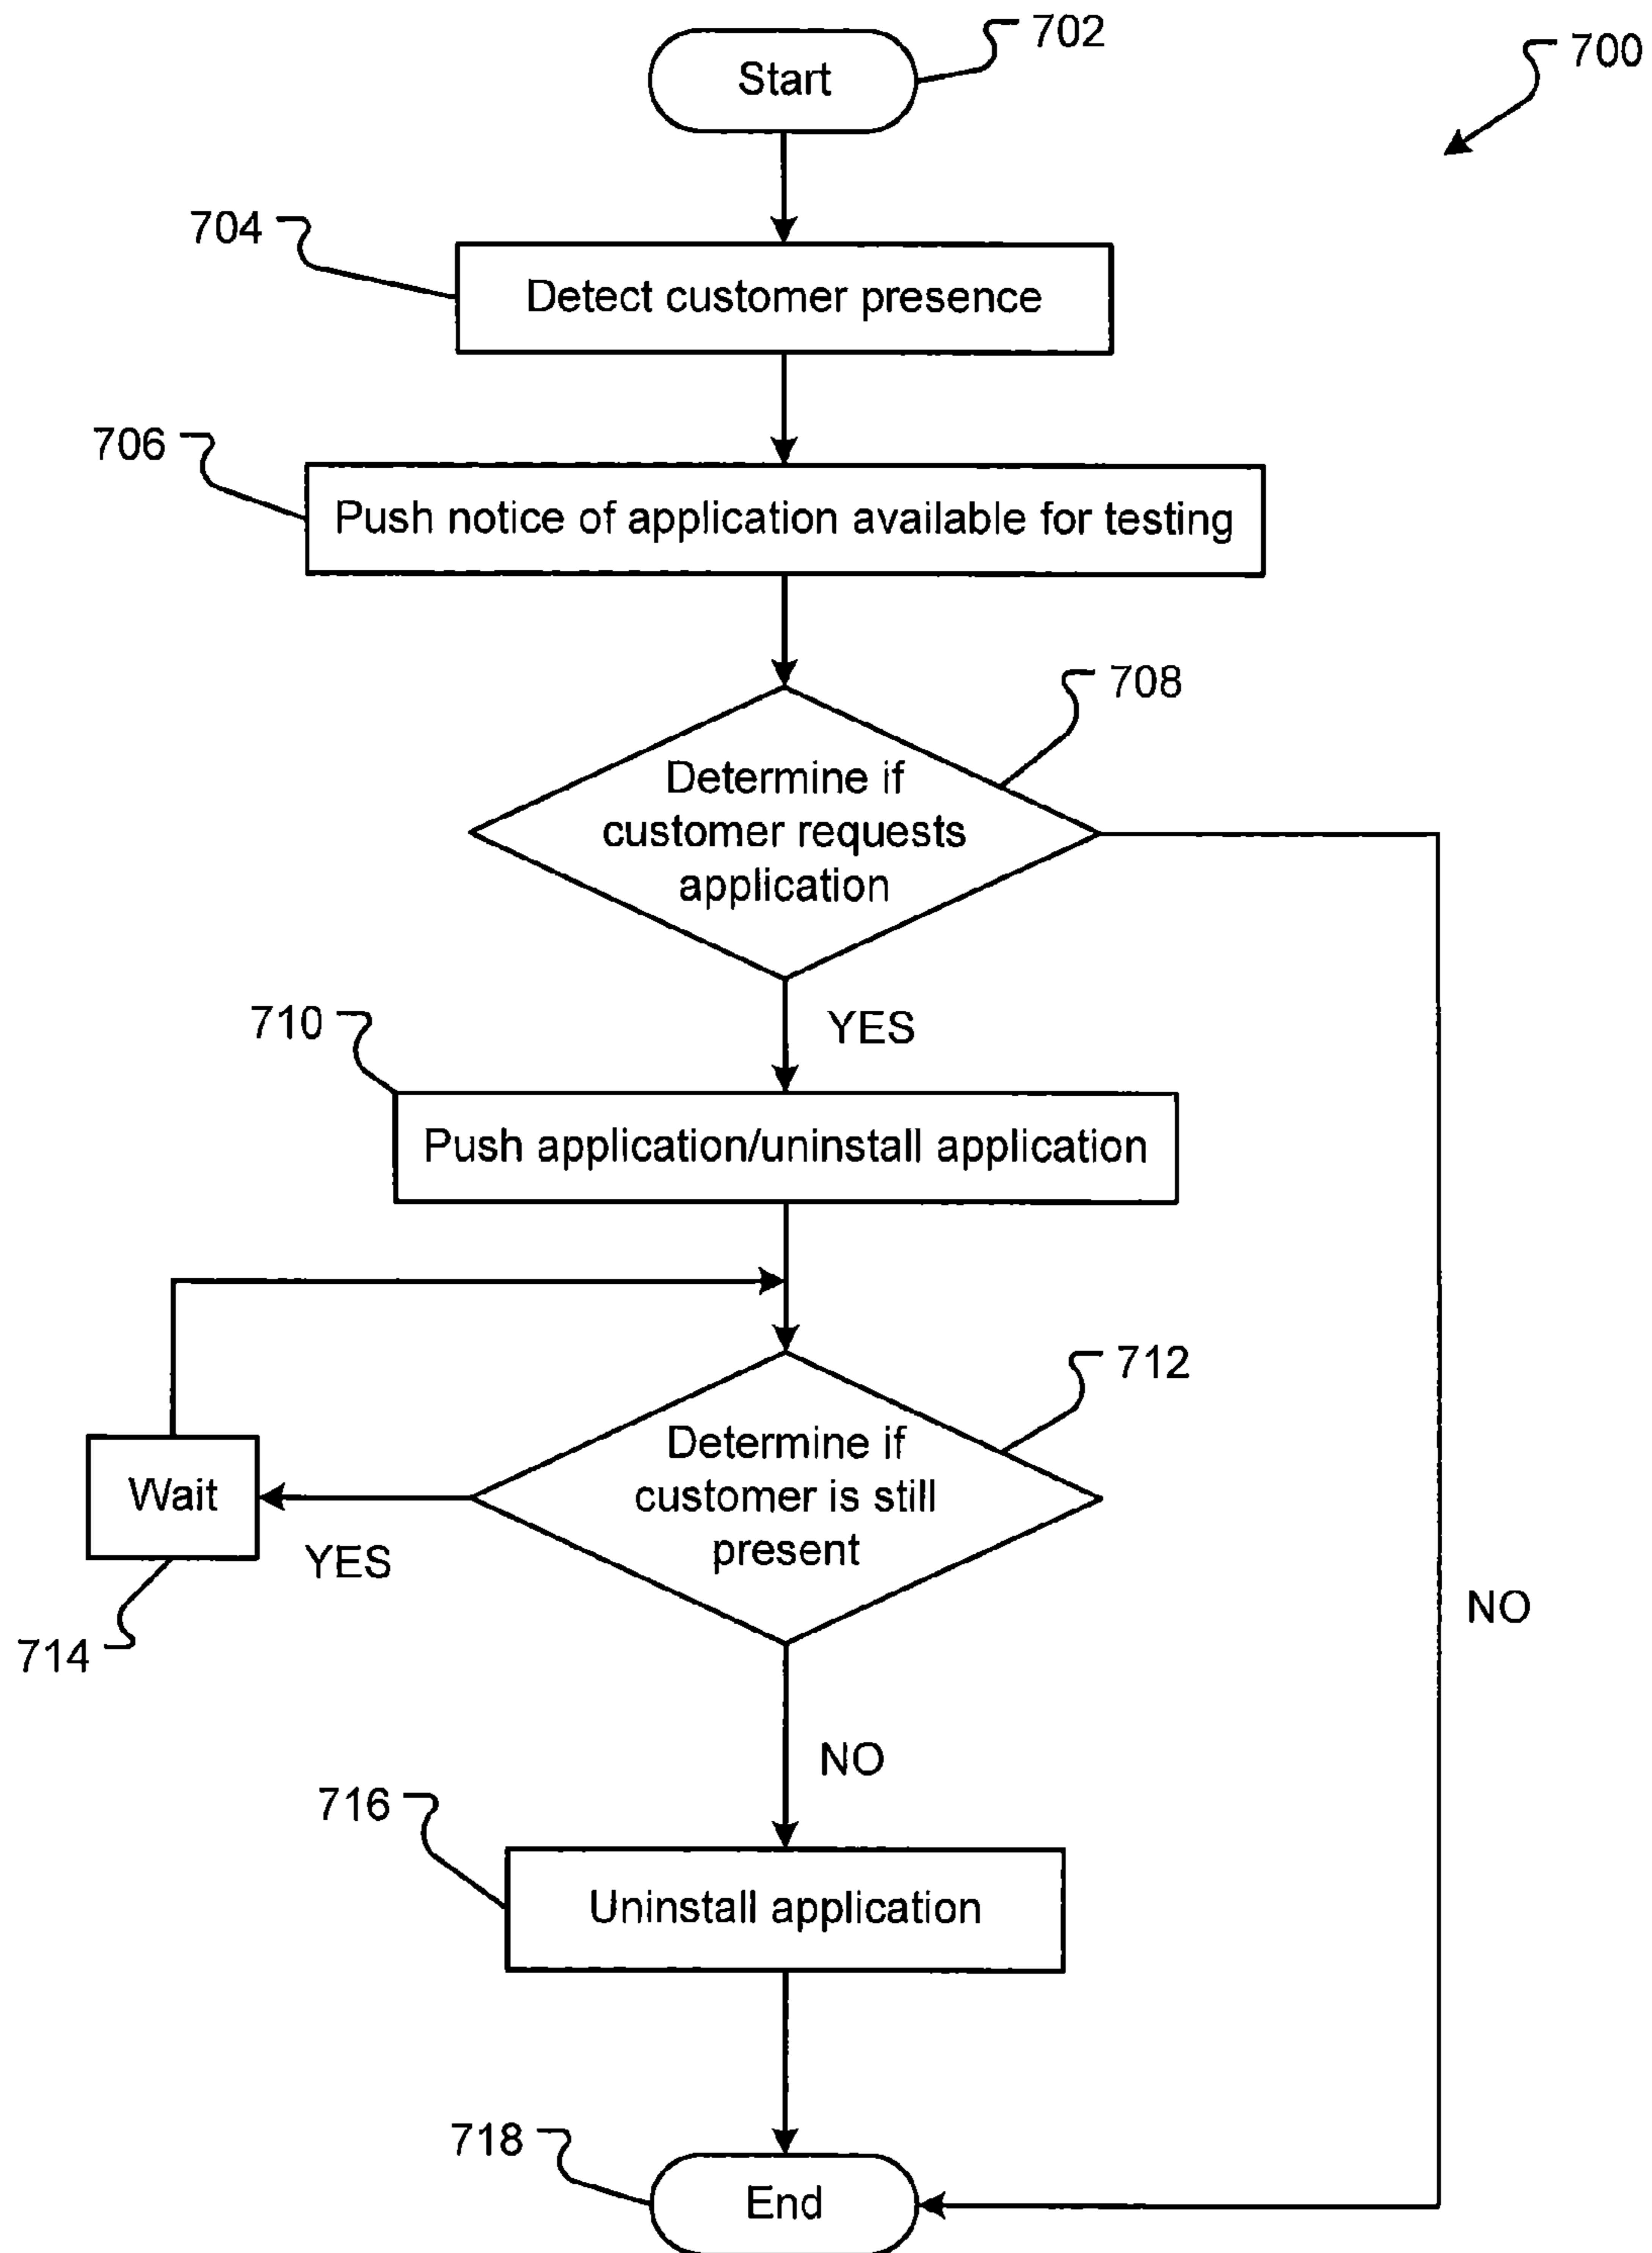 702
Start
700
704
Detect customer presence
706
Push notice of application available for testing
708
Determine if
customer requests
application
710
YES
Push application/uninstall application
712
Determine if
customer is still
present
Wait
YES
714
NO
NO
716
Uninstall application
718
End